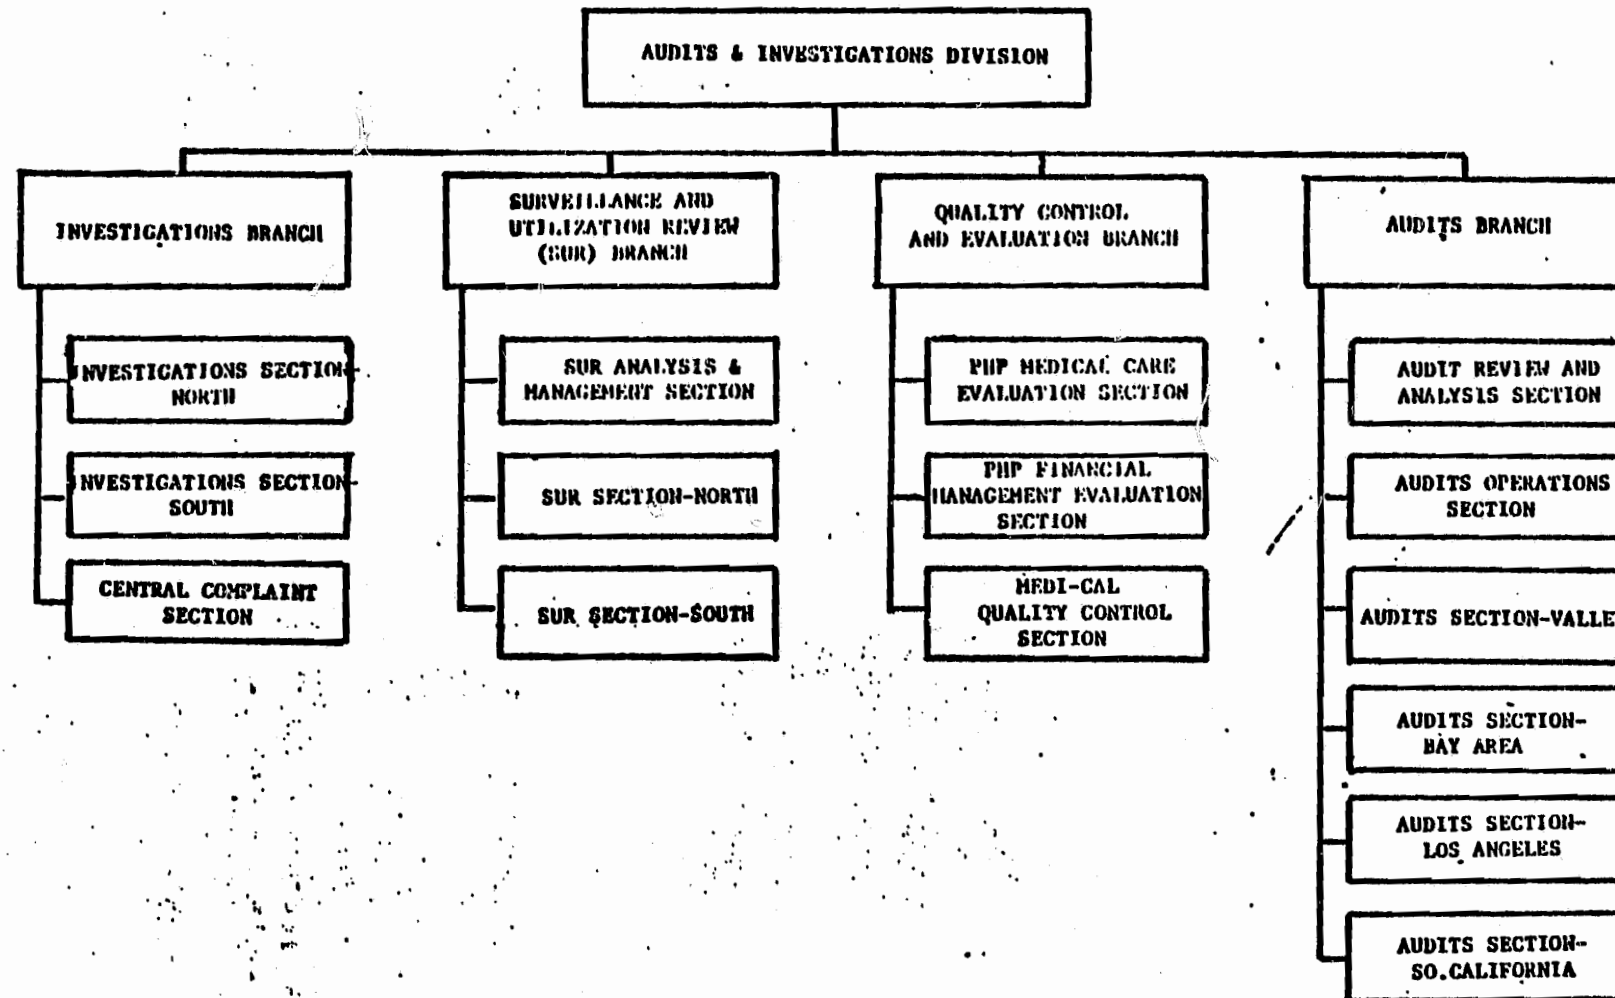 AUDITS & INVESTIGATIONS DIVISION
INVESTIGATIONS BRANCH
SURVEILLANCE AND
UTILIZATION REVIEW
(SUR) BRANCH
QUALITY CONTROL
AND EVALUATION BRANCH
AUDITS BRANCH
INVESTIGATIONS SECTION-
NORTH
INVESTIGATIONS SECTION-
SOUTH
CENTRAL COMPLAINT
SECTION
SUR ANALYSIS &
MANAGEMENT SECTION
SUR SECTION-NORTH
SUR SECTION-SOUTH
PHP MEDICAL CARE
EVALUATION SECTION
PHP FINANCIAL
MANAGEMENT EVALUATION
SECTION
MEDI-CAL
QUALITY CONTROL
SECTION
AUDIT REVIEW AND
ANALYSIS SECTION
AUDITS OPERATIONS
SECTION
AUDITS SECTION-VALLE
AUDITS SECTION-
BAY AREA
AUDITS SECTION-
LOS ANGELES
AUDITS SECTION-
SO.CALIFORNIA